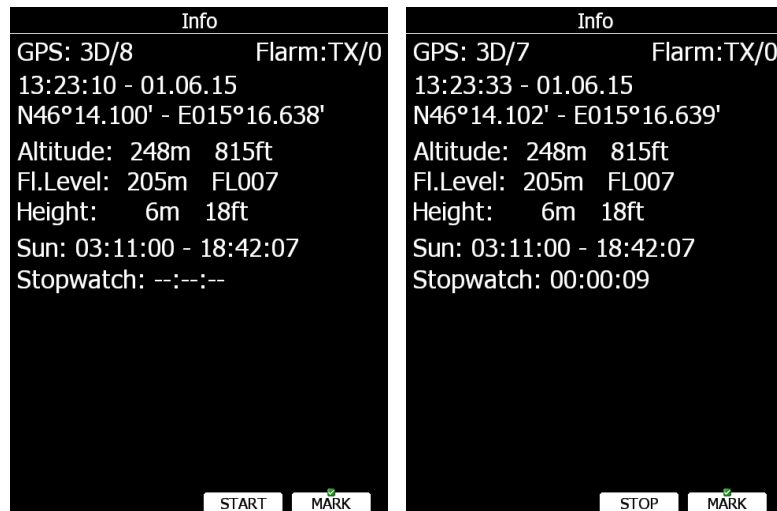 Info
GPS: 3D/8 Flarm:TX/0
13:23:10 - 01.06.15
N46°14.100' - E015°16.638'
Altitude: 248m 815ft
Fl.Level: 205m FL007
Height: 6m 18ft
Sun: 03:11:00 - 18:42:07
Stopwatch: --:--:--
START MARK
Info
GPS: 3D/7 Flarm:TX/0
13:23:33 - 01.06.15
N46°14.102' - E015°16.639'
Altitude: 248m 815ft
Fl.Level: 205m FL007
Height: 6m 18ft
Sun: 03:11:00 - 18:42:07
Stopwatch: 00:00:09
STOP MARK